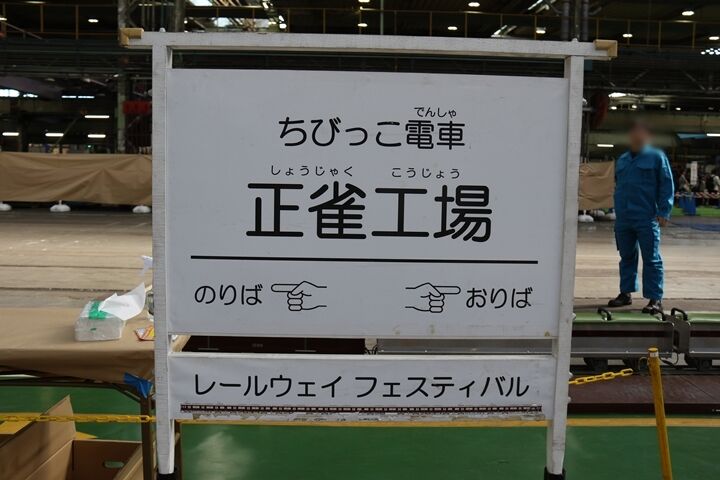 でんしゃ
ちびっこ電車
しょうじゃく こうじょう
正雀工場
のりば おりば
レールウェイ フェスティバル